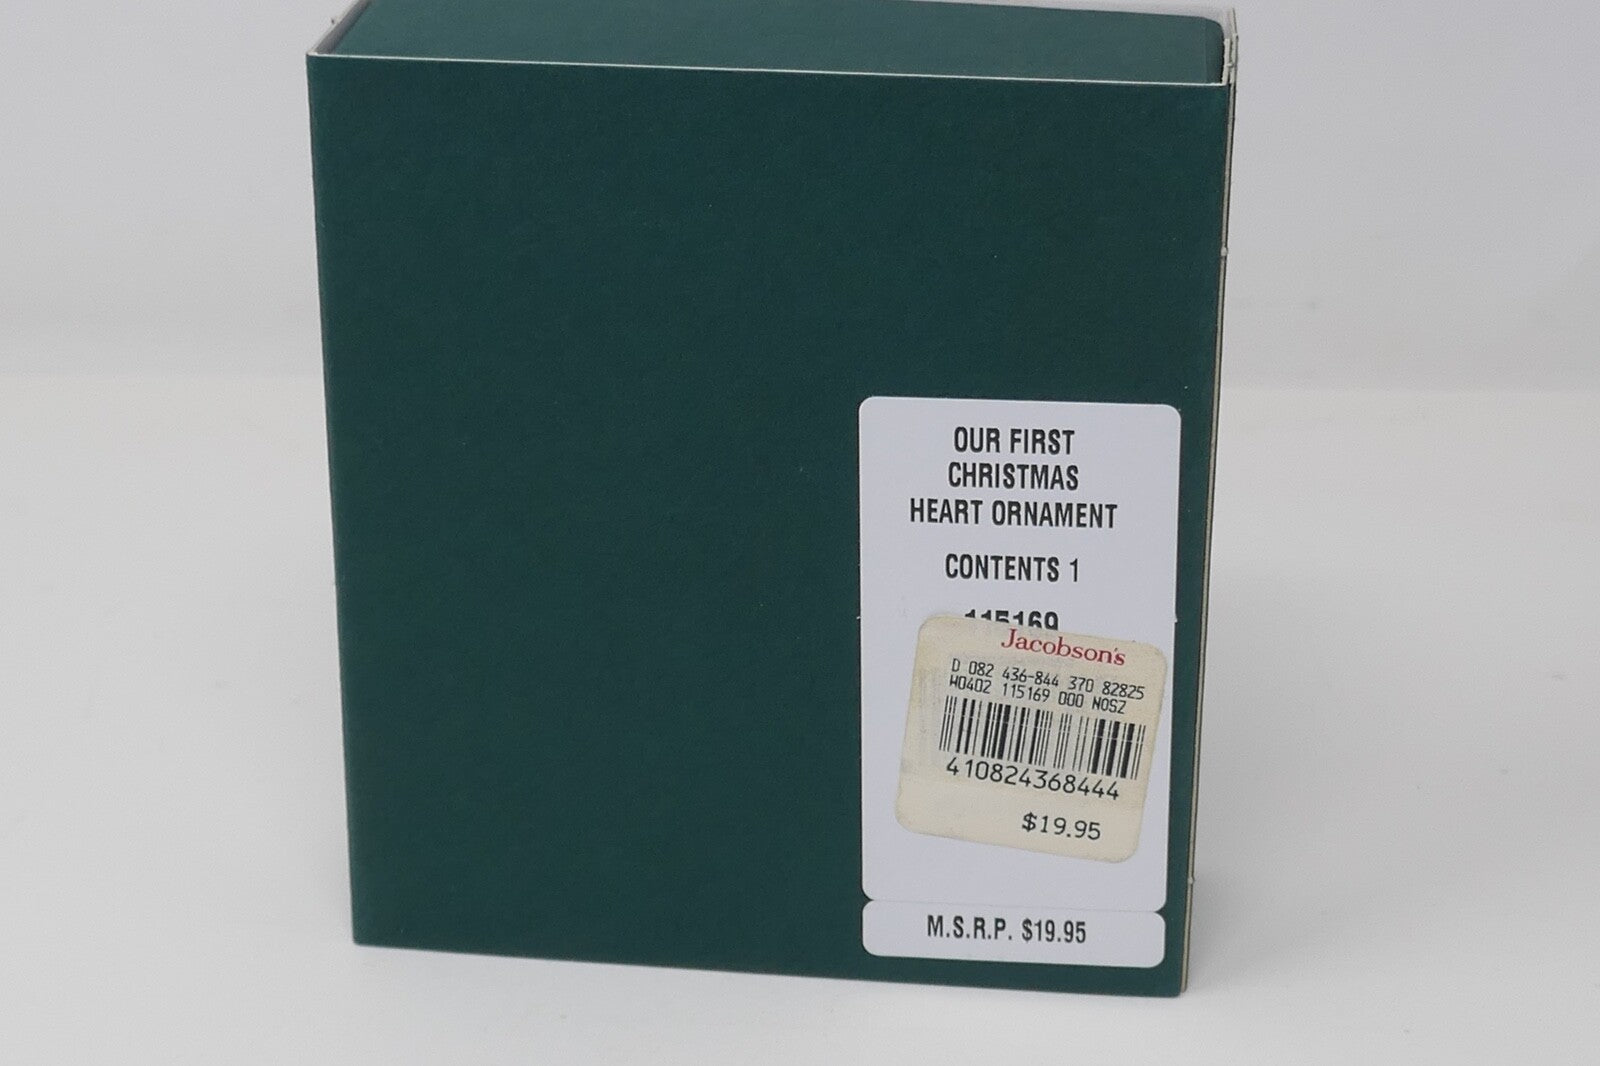 OUR FIRST
CHRISTMAS
HEART ORNAMENT
CONTENTS 1
115169
Jacobson's
D 082 436-844 370 82825
W0402 115169 000 NOSZ
410824368444
$19.95
M.S.R.P. $19.95